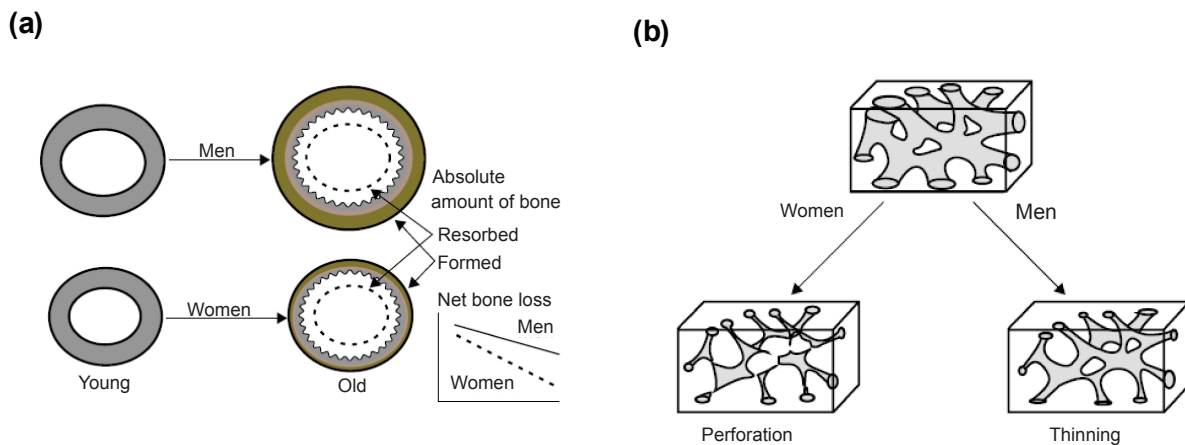 (a)
Men
Absolute
amount of bone
Resorbed
Formed
Women
Net bone loss
Men
Women
Young
Old
(b)
Women
Men
Perforation
Thinning